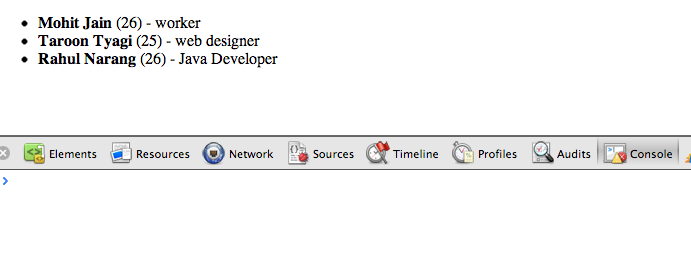 Mohit Jain (26) - worker
Taroon Tyagi (25) - web designer
Rahul Narang (26) - Java Developer
Elements Resources Network Sources Timeline Profiles Audits Console
>